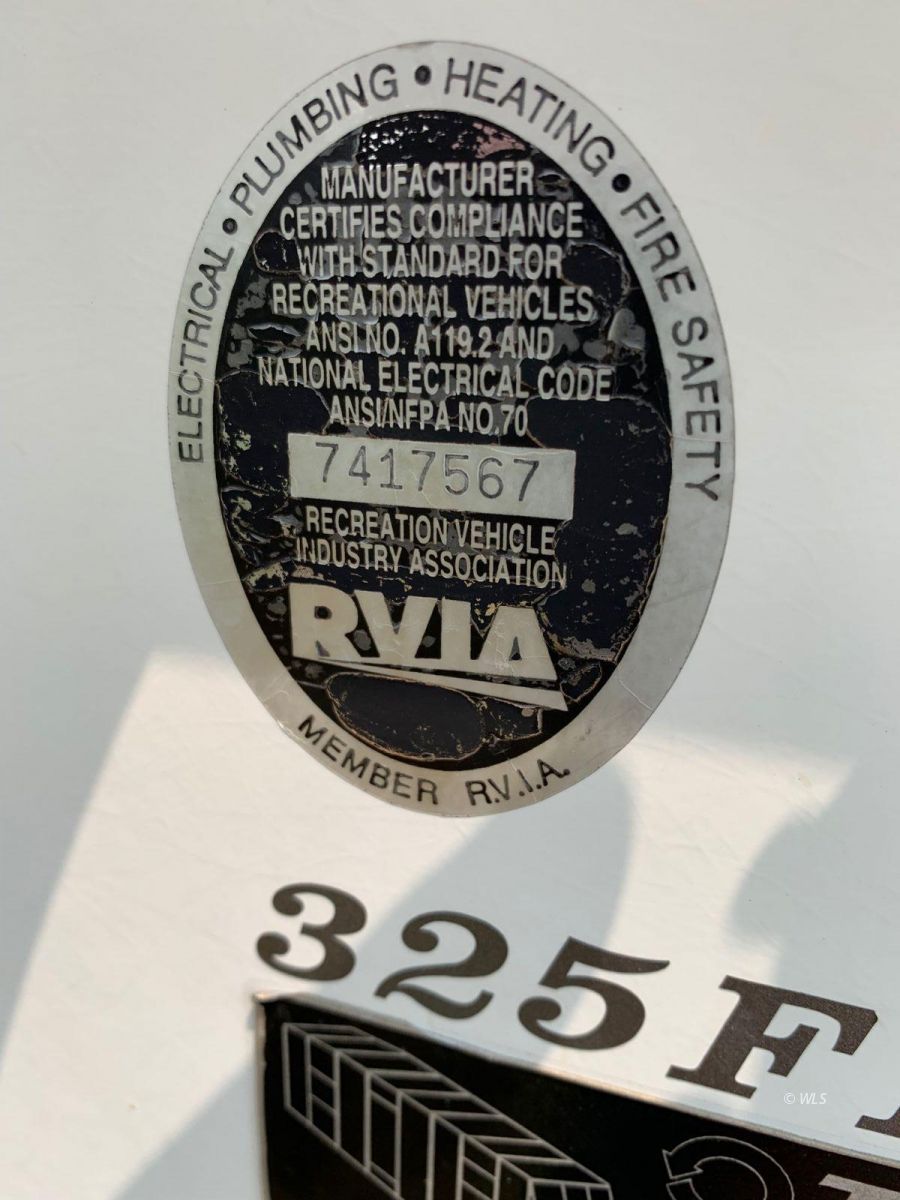 ELECTRICAL • PLUMBING • HEATING • FIRE SAFETY
MANUFACTURER
CERTIFIES COMPLIANCE
WITH STANDARD FOR
RECREATIONAL VEHICLES
ANSI NO. A119.2 AND
NATIONAL ELECTRICAL CODE
ANSI/NFPA NO.70
7417567
RECREATION VEHICLE
INDUSTRY ASSOCIATION
RVIA
MEMBER R.V.I.A.
325F
© WLS